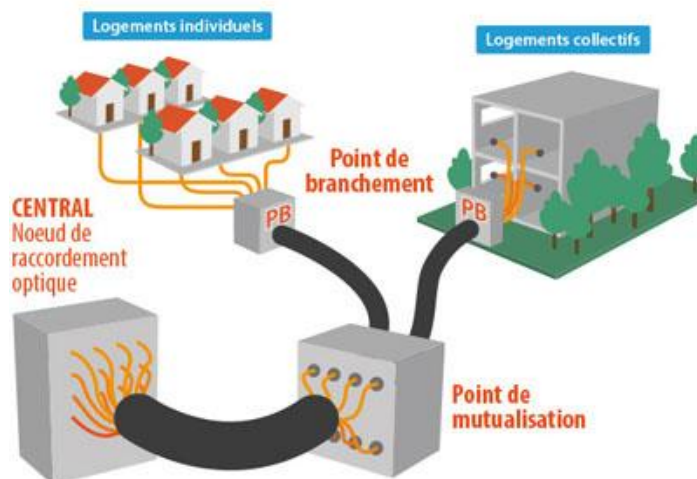 Logements individuels
Logements collectifs
Point de
branchement
PB
PB
CENTRAL
Noeud de
raccordement
optique
Point de
mutualisation